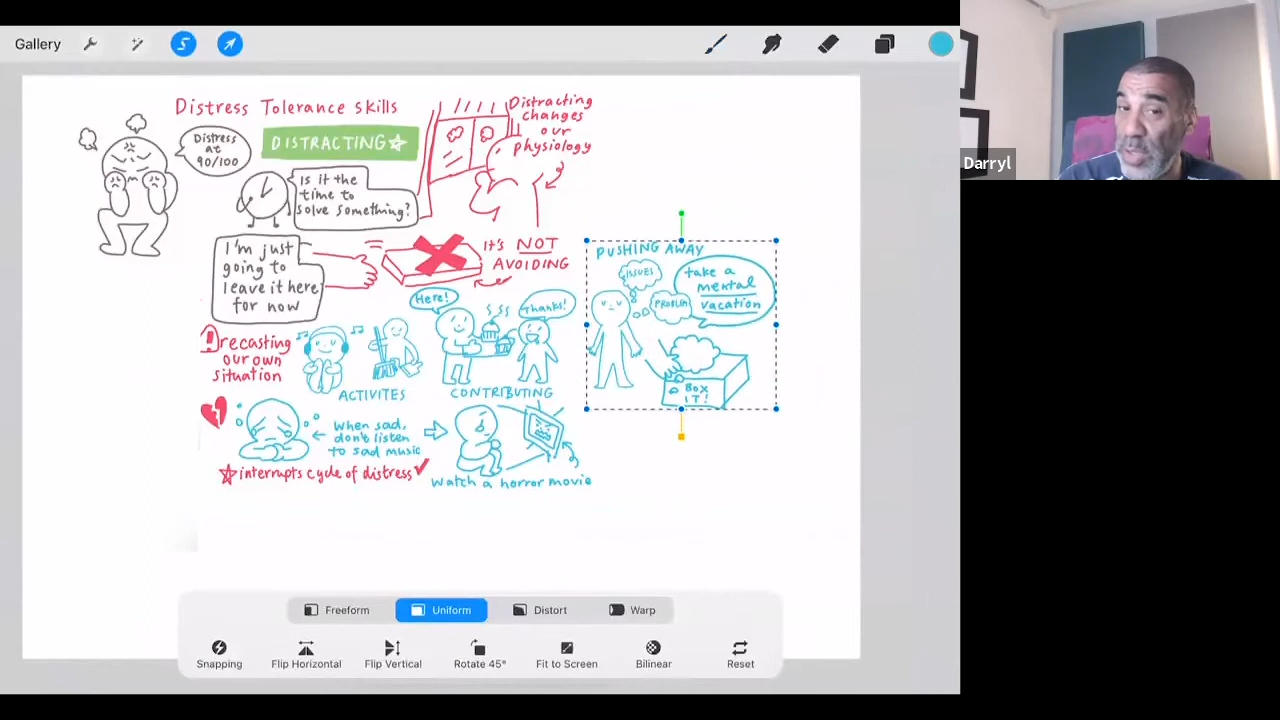 Gallery
Darryl
Distress Tolerance skills
DISTRACTING
Distress
at
90/100
Is it the
time to
solve something?
Distracting
changes
our
physiology
I'm just
going to
leave it here
for now
It's NOT
AVOIDING
PUSHING AWAY
ISSUES
PROBLEM
take a
mental
vacation
BOX
IT!
Here!
Thanks!
recasting
our own
situation
ACTIVITES
CONTRIBUTING
When sad,
don't listen
to sad music
interrupts cycle of distress
Watch a horror movie
Freeform
Uniform
Distort
Warp
Snapping
Flip Horizontal
Flip Vertical
Rotate 45°
Fit to Screen
Bilinear
Reset